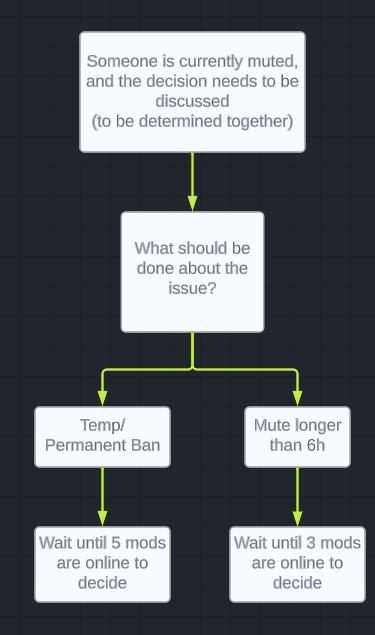 Someone is currently muted,
and the decision needs to be
discussed
(to be determined together)
What should be
done about the
issue?
Temp/
Permanent Ban
Mute longer
than 6h
Wait until 5 mods
are online to
decide
Wait until 3 mods
are online to
decide